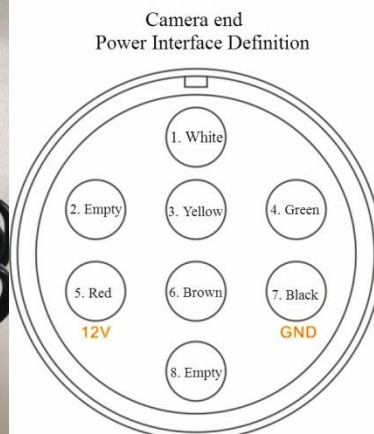 Camera end
Power Interface Definition
1. White
2. Empty
3. Yellow
4. Green
5. Red
6. Brown
7. Black
12V
GND
8. Empty